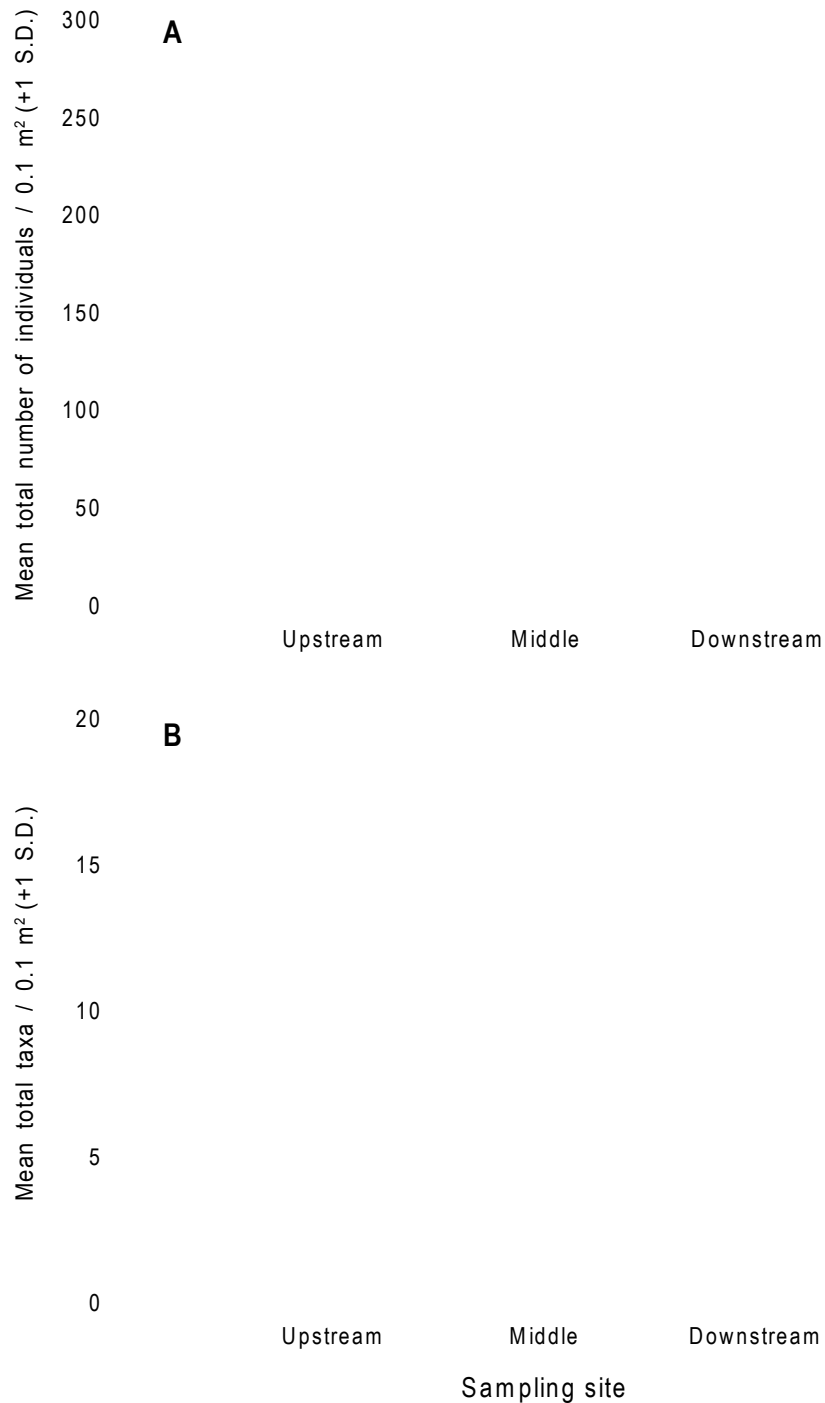 A
Mean total number of individuals / 0.1 m² (+1 S.D.)
300
250
200
150
100
50
0
Upstream Middle Downstream
B
Mean total taxa / 0.1 m² (+1 S.D.)
20
15
10
5
0
Upstream Middle Downstream
Sampling site